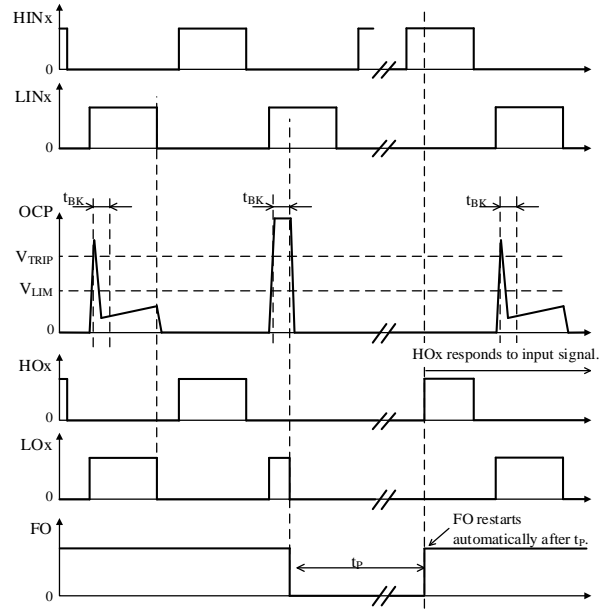 HINx
0
LINx
0
tBK
tBK
tBK
OCP
VTRIP
VLIM
0
HOx responds to input signal.
HOx
0
LOx
0
FO restarts
automatically after tP.
FO
tP
0